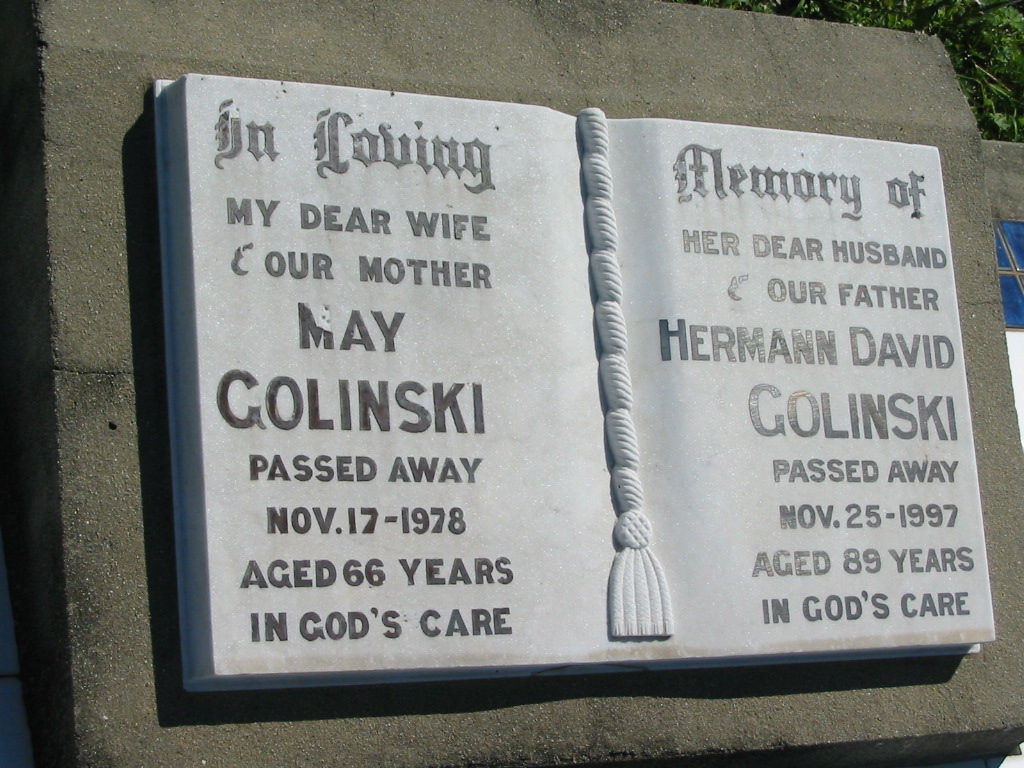 In Loving
MY DEAR WIFE
& OUR MOTHER
MAY
GOLINSKI
PASSED AWAY
NOV. 17-1978
AGED 66 YEARS
IN GOD'S CARE
Memory of
HER DEAR HUSBAND
& OUR FATHER
HERMANN DAVID
GOLINSKI
PASSED AWAY
NOV. 25-1997
AGED 89 YEARS
IN GOD'S CARE